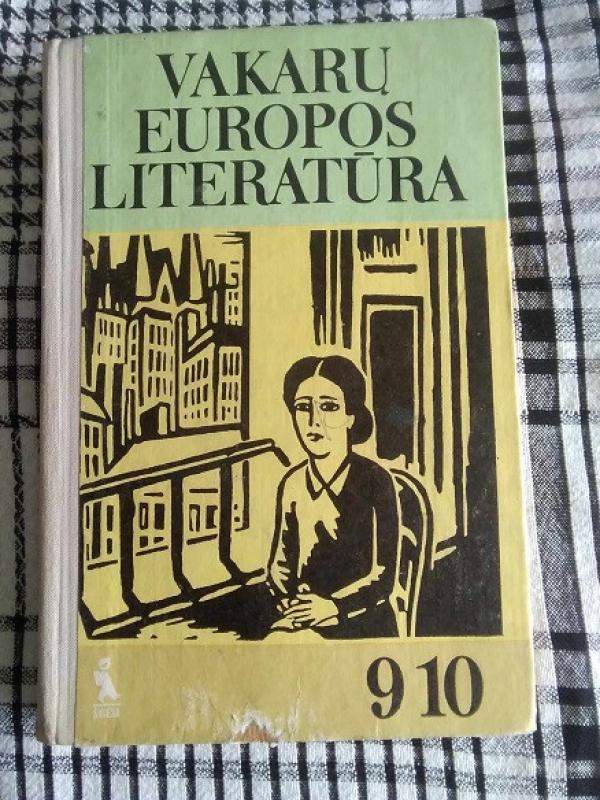 VAKARŲ
EUROPOS
LITERATŪRA
9 10